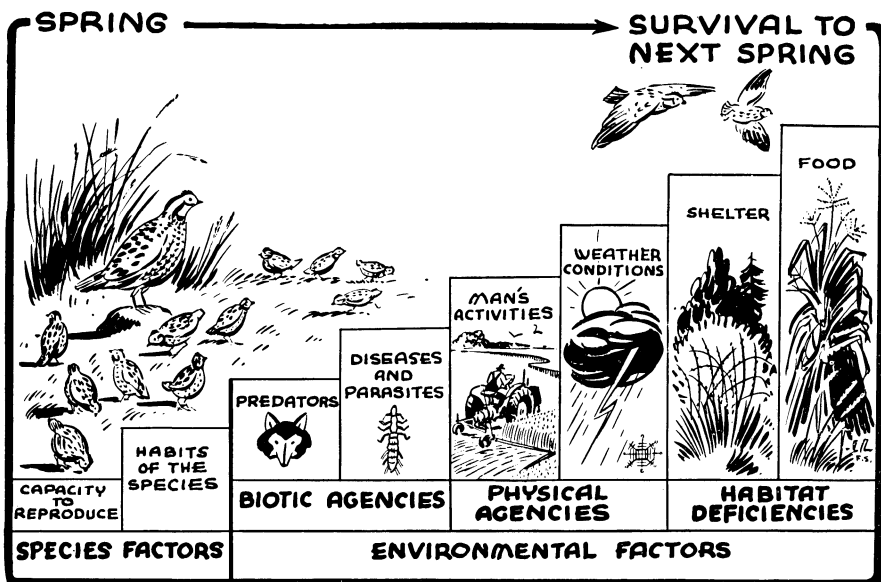 SPRING
SURVIVAL TO
NEXT SPRING
FOOD
SHELTER
WEATHER
CONDITIONS
MAN'S
ACTIVITIES
DISEASES
AND
PARASITES
PREDATORS
HABITS
OF THE
SPECIES
CAPACITY
TO
REPRODUCE
BIOTIC AGENCIES
PHYSICAL
AGENCIES
HABITAT
DEFICIENCIES
SPECIES FACTORS
ENVIRONMENTAL FACTORS
F.S.